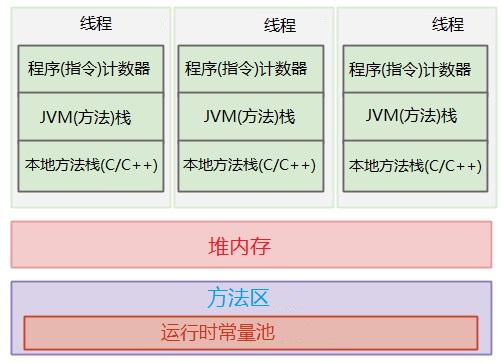 线程 线程 线程
程序(指令)计数器 程序(指令)计数器 程序(指令)计数器
JVM(方法)栈 JVM(方法)栈 JVM(方法)栈
本地方法栈(C/C++) 本地方法栈(C/C++) 本地方法栈(C/C++)
堆内存
方法区
运行时常量池